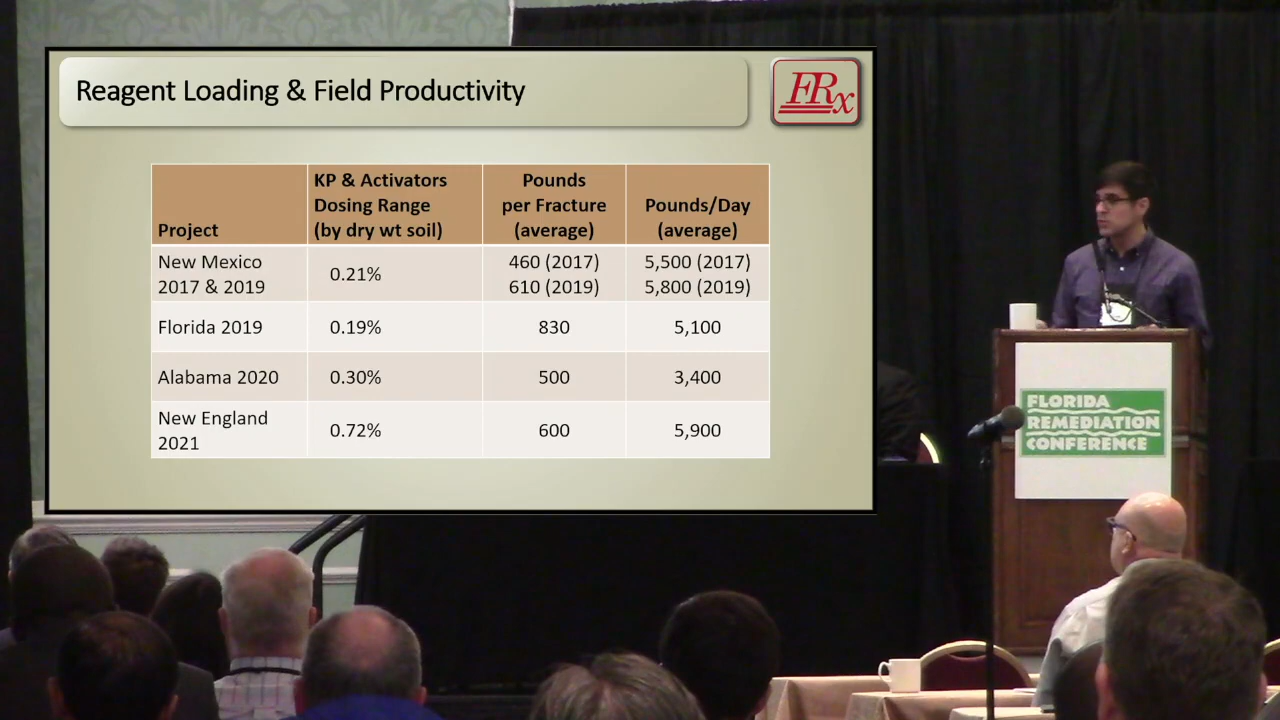 Reagent Loading & Field Productivity
FRx
Project
KP & Activators
Dosing Range
(by dry wt soil)
Pounds
per Fracture
(average)
Pounds/Day
(average)
New Mexico
2017 & 2019
0.21%
460 (2017)
610 (2019)
5,500 (2017)
5,800 (2019)
Florida 2019
0.19%
830
5,100
Alabama 2020
0.30%
500
3,400
New England
2021
0.72%
600
5,900
FLORIDA
REMEDIATION
CONFERENCE